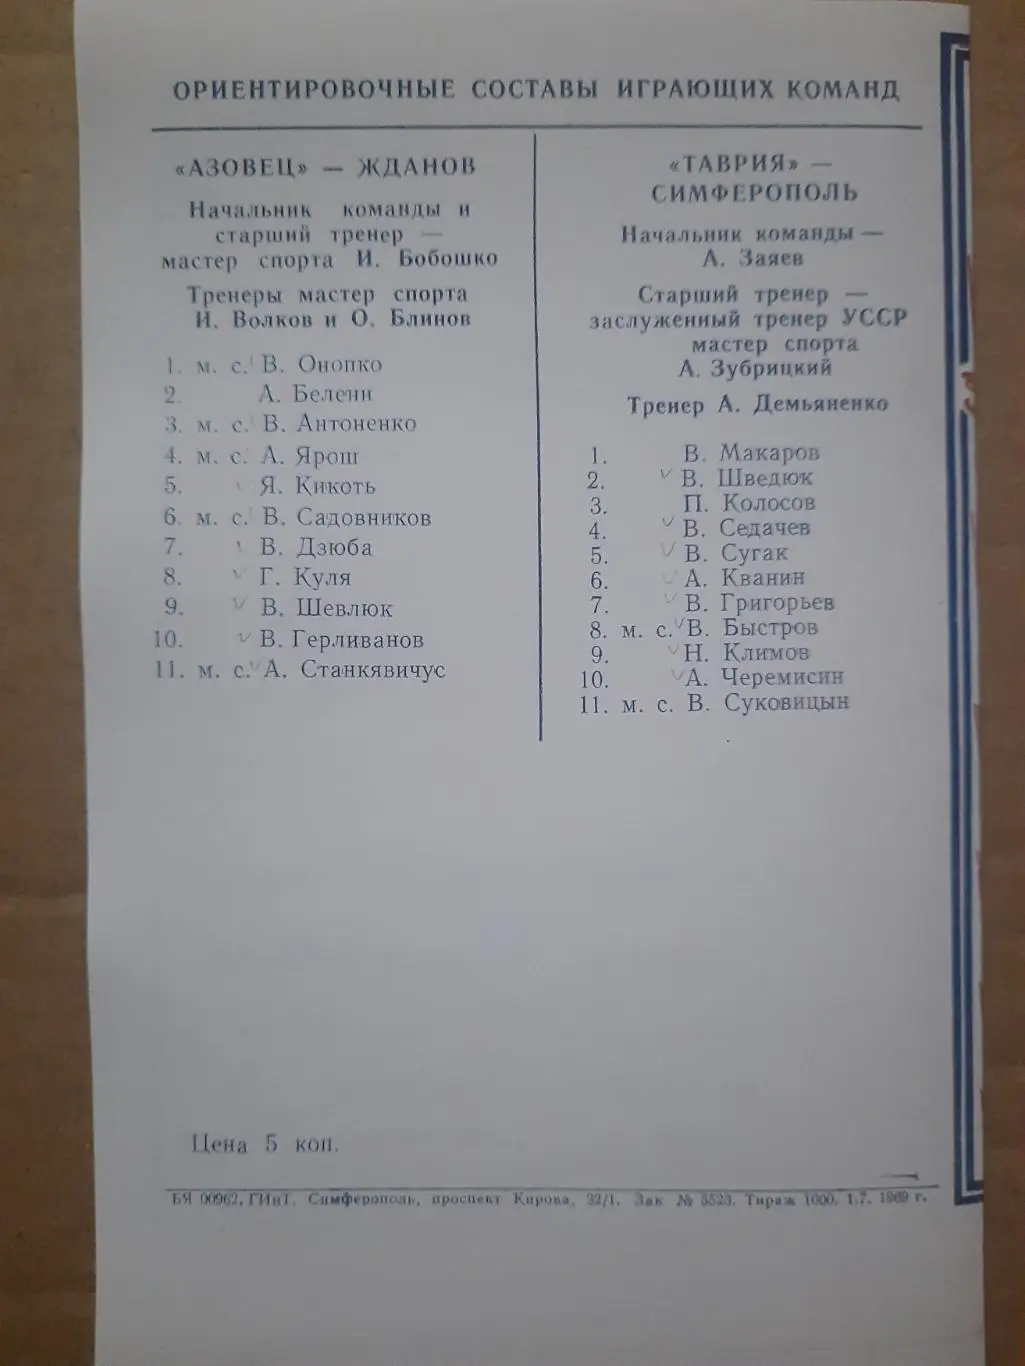 ОРИЕНТИРОВОЧНЫЕ СОСТАВЫ ИГРАЮЩИХ КОМАНД
«АЗОВЕЦ» — ЖДАНОВ
Начальник команды и
старший тренер —
мастер спорта И. Бобошко
Тренеры мастер спорта
И. Волков и О. Блинов
1. м. с. В. Онопко
2. А. Белени
3. м. с. В. Антоненко
4. м. с. А. Ярош
5. Я. Кикоть
6. м. с. В. Садовников
7. В. Дзюба
8. Г. Куля
9. В. Шевлюк
10. В. Герливанов
11. м. с. А. Станкявичус
«ТАВРИЯ» —
СИМФЕРОПОЛЬ
Начальник команды —
А. Заяев
Старший тренер —
заслуженный тренер УССР
мастер спорта
А. Зубрицкий
Тренер А. Демьяненко
1. В. Макаров
2. В. Шведюк
3. П. Колосов
4. В. Седачев
5. В. Сугак
6. А. Кванин
7. В. Григорьев
8. м. с. В. Быстров
9. Н. Климов
10. А. Черемисин
11. м. с. В. Суковицын
Цена 5 коп.
БЯ 00962. ГИиТ. Симферополь, проспект Кирова, 32/1. Зак № 5523. Тираж 1000. 1.7. 1969 г.